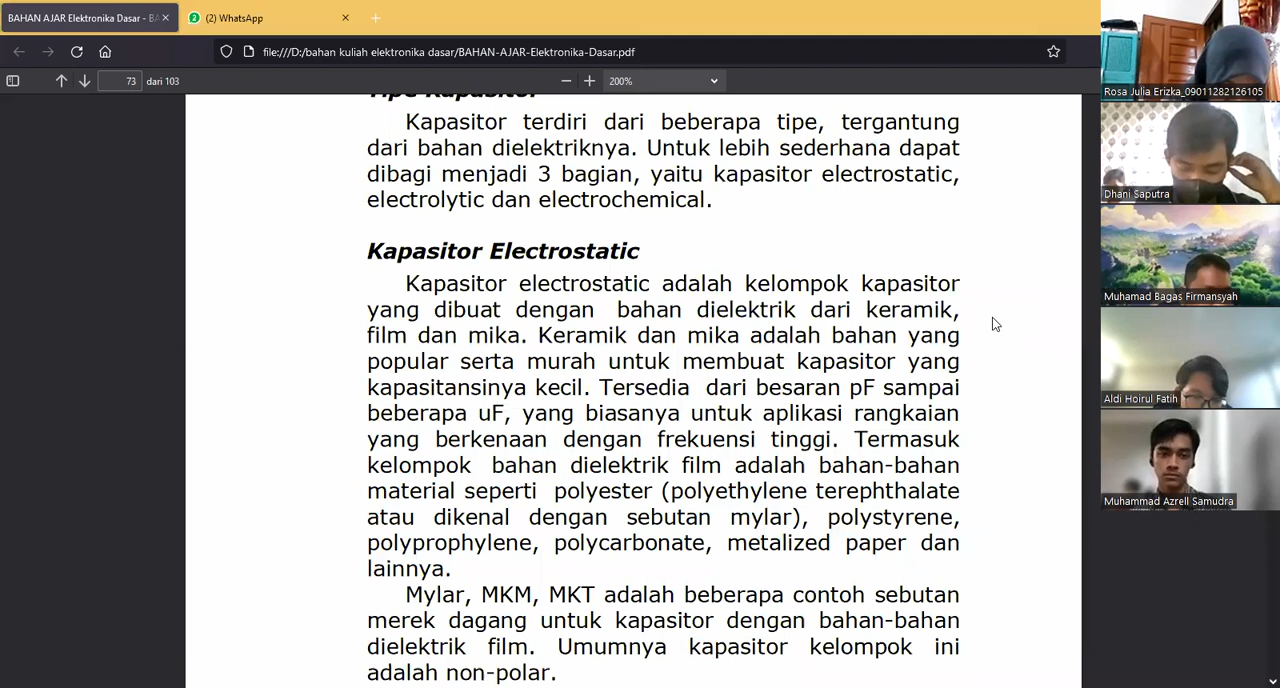 BAHAN AJAR Elektronika Dasar - BA
2 (2) WhatsApp
file:///D:/bahan kuliah elektronika dasar/BAHAN-AJAR-Elektronika-Dasar.pdf
73 dari 103
200%
Tipe Kapasitor
Kapasitor terdiri dari beberapa tipe, tergantung
dari bahan dielektriknya. Untuk lebih sederhana dapat
dibagi menjadi 3 bagian, yaitu kapasitor electrostatic,
electrolytic dan electrochemical.
Kapasitor Electrostatic
Kapasitor electrostatic adalah kelompok kapasitor
yang dibuat dengan bahan dielektrik dari keramik,
film dan mika. Keramik dan mika adalah bahan yang
popular serta murah untuk membuat kapasitor yang
kapasitansinya kecil. Tersedia dari besaran pF sampai
beberapa uF, yang biasanya untuk aplikasi rangkaian
yang berkenaan dengan frekuensi tinggi. Termasuk
kelompok bahan dielektrik film adalah bahan-bahan
material seperti polyester (polyethylene terephthalate
atau dikenal dengan sebutan mylar), polystyrene,
polyprophylene, polycarbonate, metalized paper dan
lainnya.
Mylar, MKM, MKT adalah beberapa contoh sebutan
merek dagang untuk kapasitor dengan bahan-bahan
dielektrik film. Umumnya kapasitor kelompok ini
adalah non-polar.
Rosa Julia Erizka_09011282126105
Dhani Saputra
Muhamad Bagas Firmansyah
Aldi Hoirul Fatih
Muhammad Azrell Samudra